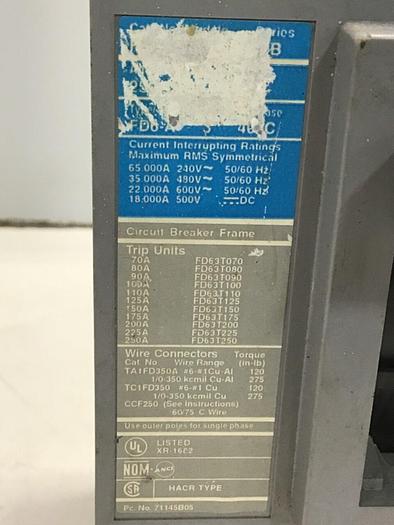 Series
B
FD6-A 3 40°C
Current Interrupting Ratings
Maximum RMS Symmetrical
65.000A 240V ~ 50/60 Hz
35.000A 480V ~ 50/60 Hz
22.000A 600V ~ 50/60 Hz
18.000A 500V ⎓ DC
Circuit Breaker Frame
Trip Units
70A FD63T070
80A FD63T080
90A FD63T090
100A FD63T100
110A FD63T110
125A FD63T125
150A FD63T150
175A FD63T175
200A FD63T200
225A FD63T225
250A FD63T250
Wire Connectors Torque
Cat No Wire Range (in-lb)
TA1FD350A #6-#1Cu-Al 120
1/0-350 kcmil Cu-Al 275
TC1FD350 #6-#1 Cu 120
1/0-350 kcmil Cu 275
CCF250 (See Instructions)
60/75 C Wire
Use outer poles for single phase
UL LISTED
XR-1662
NOM-ANCE
SA HACR TYPE
Pc. No. 71145B05